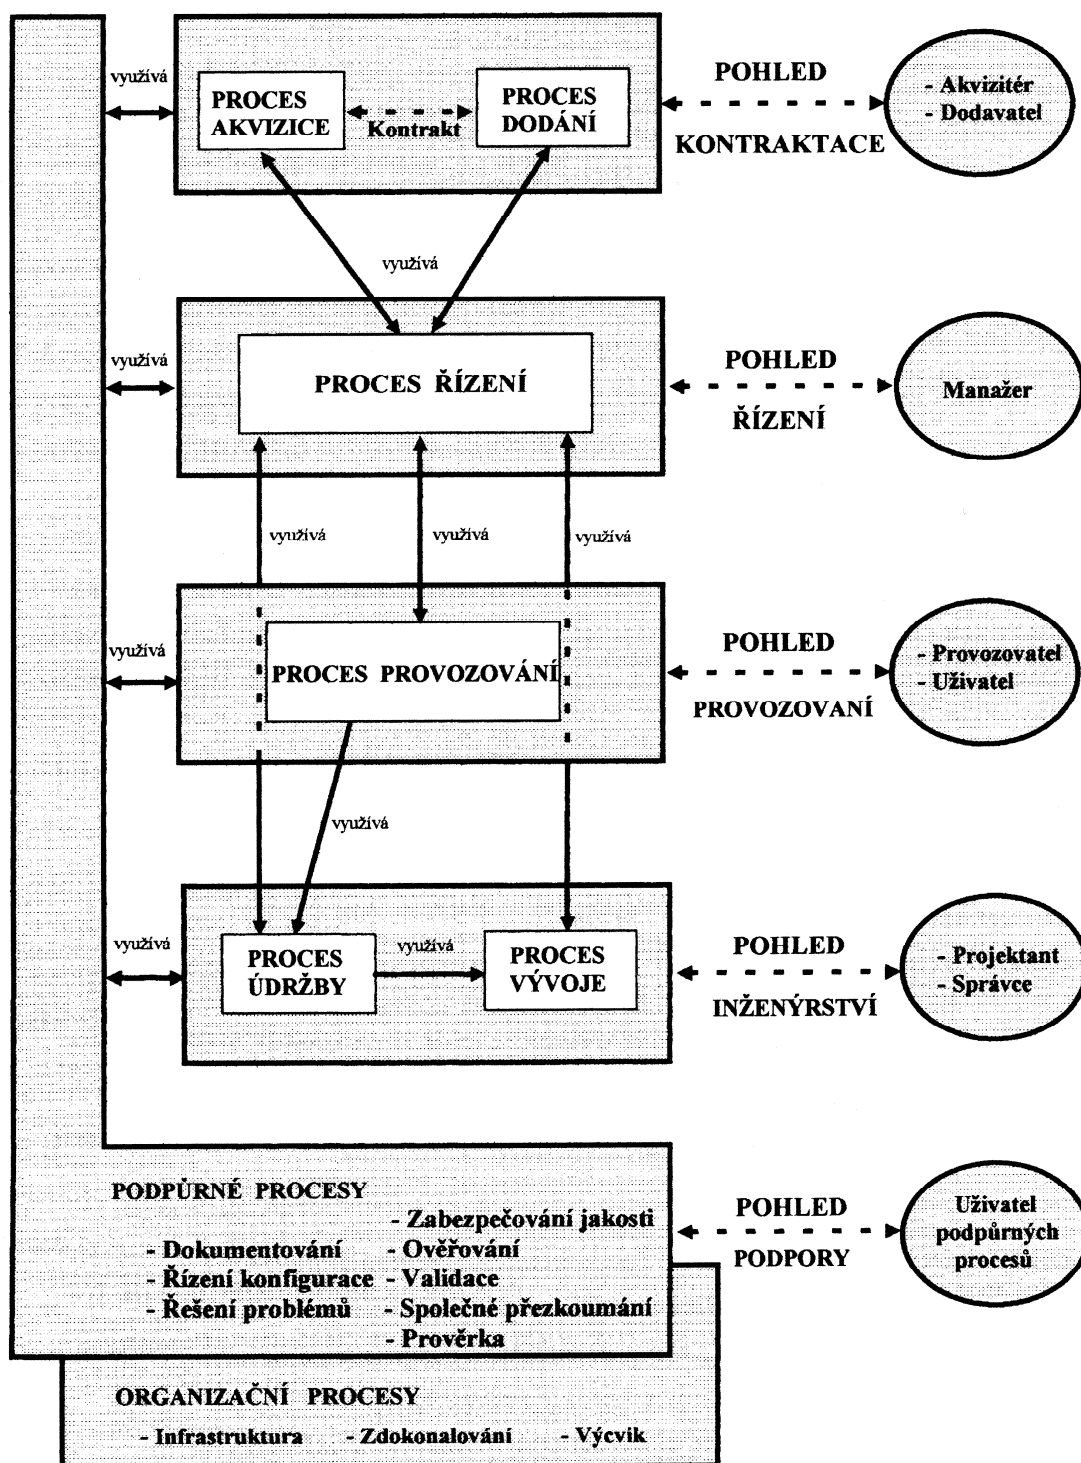 využívá
PROCES
AKVIZICE
Kontrakt
PROCES
DODÁNÍ
POHLED
KONTRAKTACE
- Akvizitér
- Dodavatel
využívá
využívá
PROCES ŘÍZENÍ
POHLED
ŘÍZENÍ
Manažer
využívá
využívá
využívá
využívá
PROCES PROVOZOVÁNÍ
POHLED
PROVOZOVANÍ
- Provozovatel
- Uživatel
využívá
využívá
PROCES
ÚDRŽBY
využívá
PROCES
VÝVOJE
POHLED
INŽENÝRSTVÍ
- Projektant
- Správce
PODPŮRNÉ PROCESY
- Zabezpečování jakosti
- Dokumentování - Ověřování
- Řízení konfigurace - Validace
- Řešení problémů - Společné přezkoumání
- Prověrka
POHLED
PODPORY
Uživatel
podpůrných
procesů
ORGANIZAČNÍ PROCESY
- Infrastruktura - Zdokonalování - Výcvik